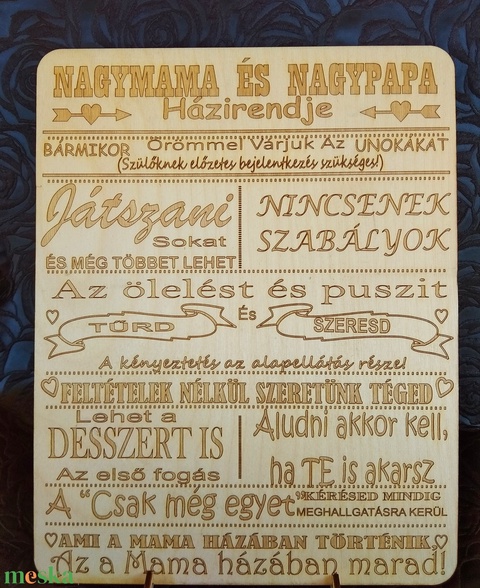 NAGYMAMA ÉS NAGYPAPA
Házirendje
BÁRMIKOR Örömmel Várjuk Az UNOKÁKAT
(Szülőknek előzetes bejelentkezés szükséges!)
Játszani
Sokat
ÉS MÉG TÖBBET LEHET
NINCSENEK
SZABÁLYOK
Az ölelést és puszit
TŰRD És SZERESD
A kényeztetés az alapellátás része!
FELTÉTELEK NÉLKÜL SZERETÜNK TÉGED
Lehet a
DESSZERT IS
Az első fogás
Aludni akkor kell,
ha TE is akarsz
A "Csak még egyet" KÉRÉSED MINDIG
MEGHALLGATÁSRA KERÜL
AMI A MAMA HÁZÁBAN TÖRTÉNIK,
Az a Mama házában marad!
meska